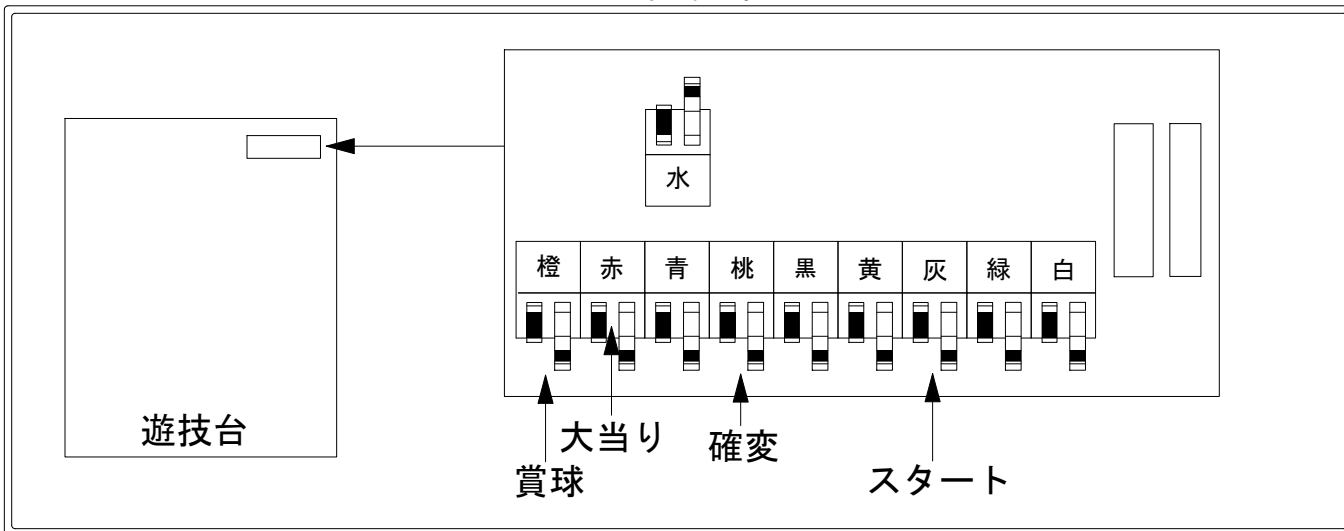 水
橙 赤 青 桃 黒 黄 灰 緑 白
遊技台
大当り
確変
賞球
スタート